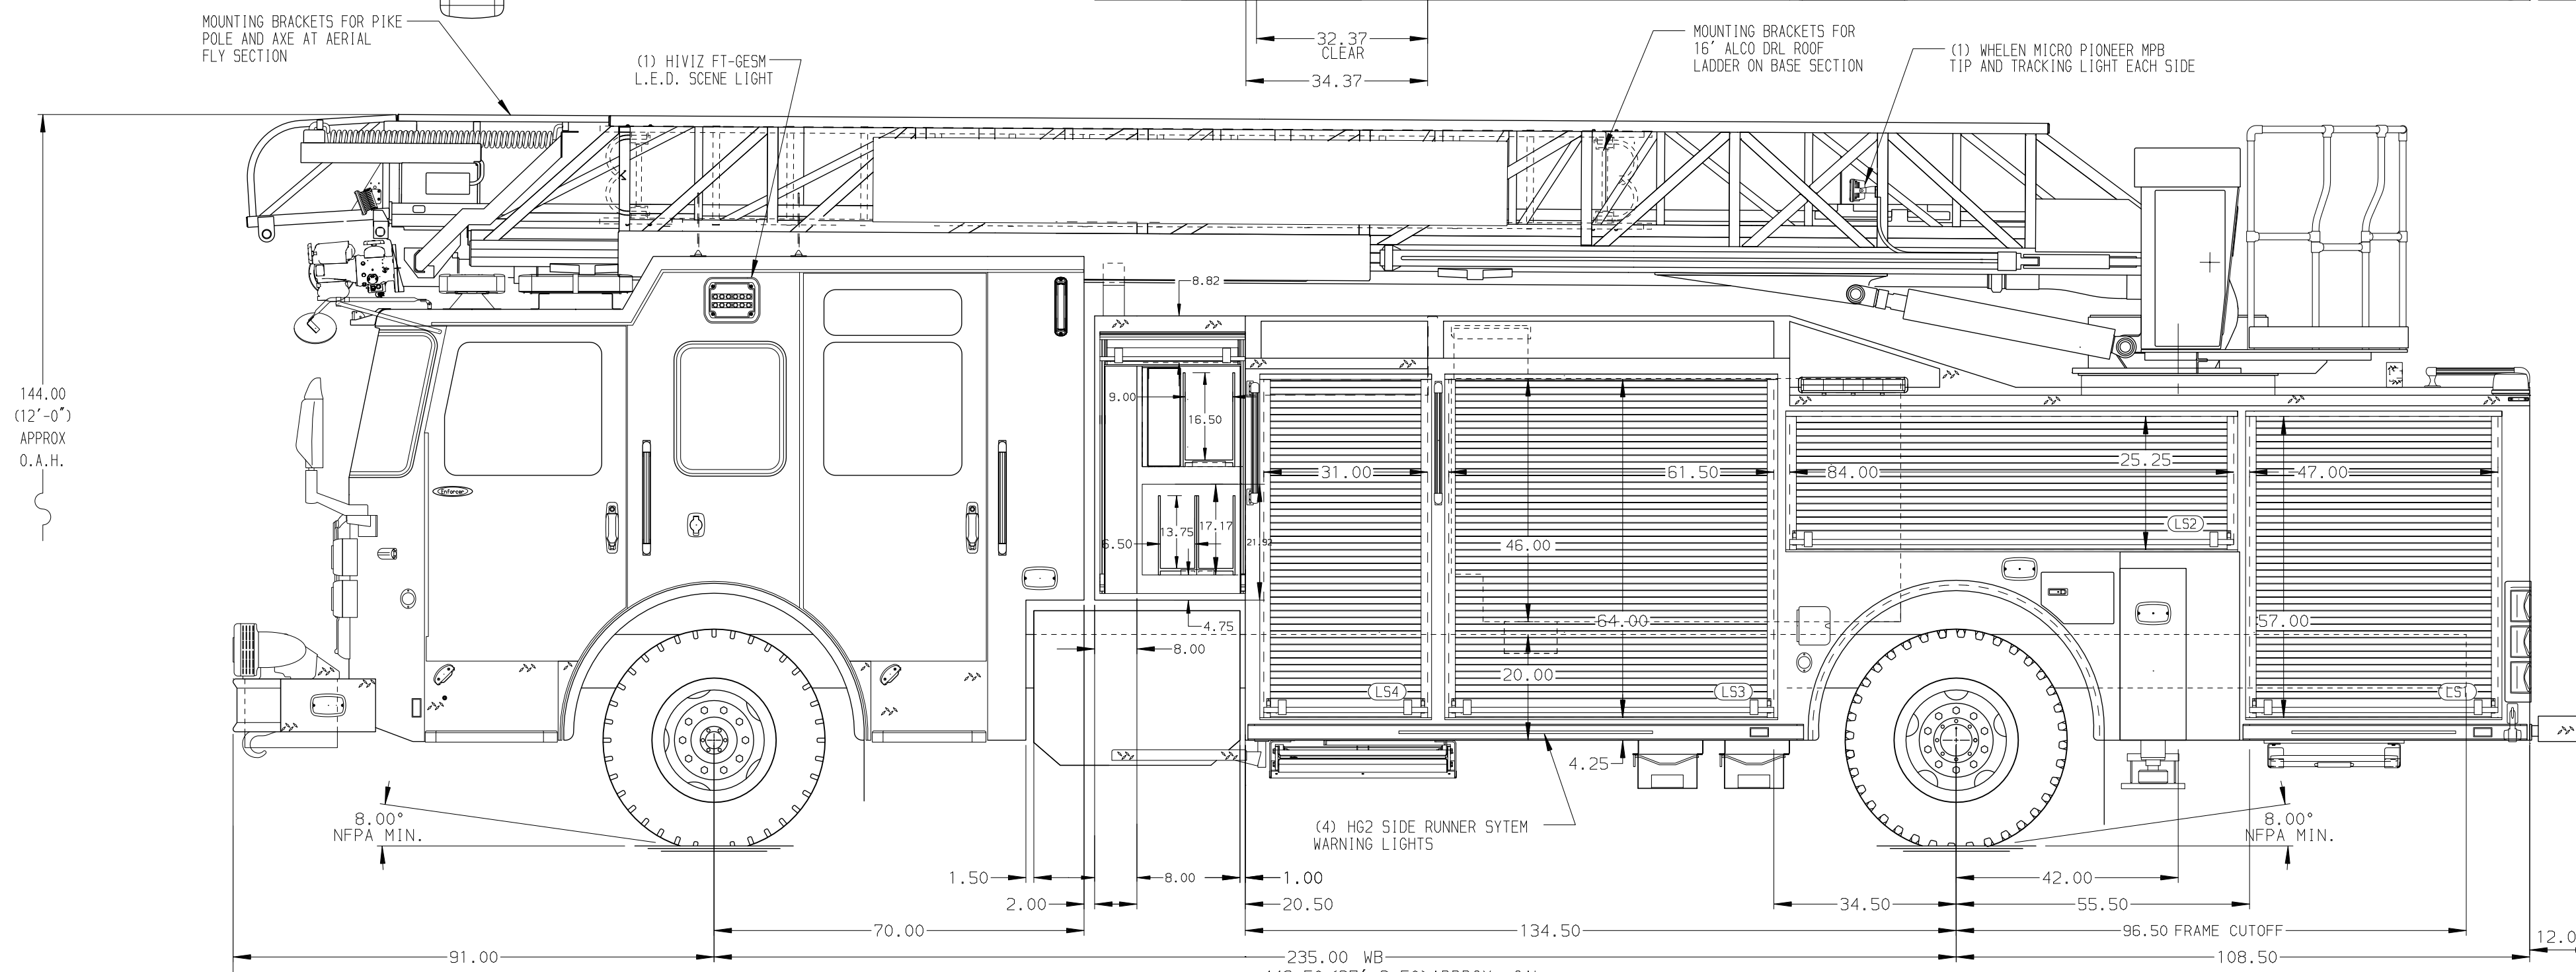 MOUNTING BRACKETS FOR PIKE
POLE AND AXE AT AERIAL
FLY SECTION
(1) HIVIZ FT-GESM
L.E.D. SCENE LIGHT
32.37
CLEAR
34.37
MOUNTING BRACKETS FOR
16' ALCO DRL ROOF
LADDER ON BASE SECTION
(1) WHELEN MICRO PIONEER MPB
TIP AND TRACKING LIGHT EACH SIDE
144.00
(12'-0")
APPROX
O.A.H.
8.82
9.00
16.50
31.00
61.50
84.00
25.25
47.00
Enforcer
LS2
13.75
17.17
6.50
21.92
46.00
4.75
64.00
57.00
8.00
20.00
LS4
LS3
LS1
4.25
8.00°
NFPA MIN.
(4) HG2 SIDE RUNNER SYTEM
WARNING LIGHTS
8.00°
NFPA MIN.
1.50
8.00
1.00
42.00
2.00
20.50
34.50
55.50
70.00
134.50
96.50 FRAME CUTOFF
91.00
235.00 WB
108.50